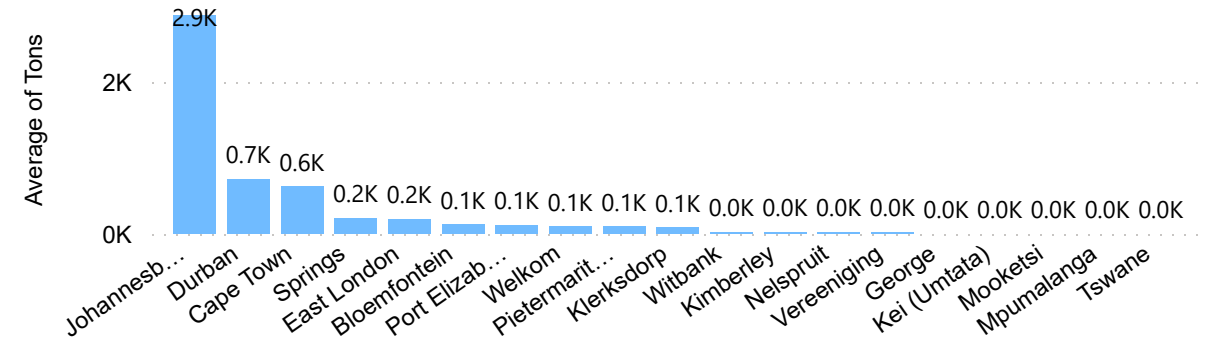 Average of Tons
2K
0K
2.9K
0.7K
0.6K
0.2K
0.2K
0.1K
0.1K
0.1K
0.1K
0.1K
0.0K
0.0K
0.0K
0.0K
0.0K
0.0K
0.0K
0.0K
0.0K
Johannesb...
Durban
Cape Town
Springs
East London
Bloemfontein
Port Elizab...
Welkom
Pietermarit...
Klerksdorp
Witbank
Kimberley
Nelspruit
Vereeniging
George
Kei (Umtata)
Mooketsi
Mpumalanga
Tswane